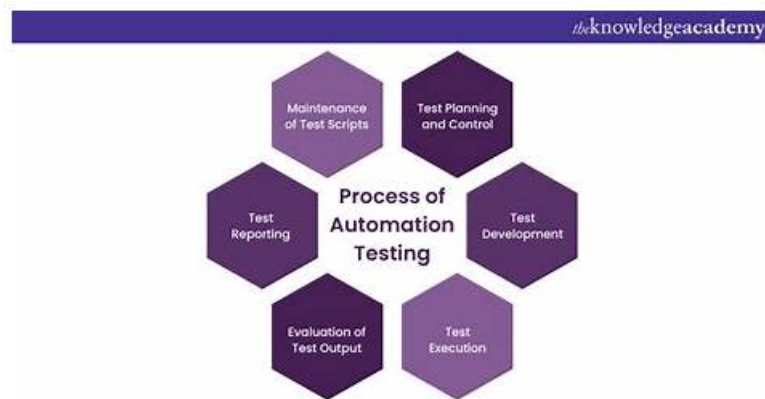 theknowledgeacademy
Maintenance
of Test Scripts
Test Planning
and Control
Test
Reporting
Process of
Automation
Testing
Test
Development
Evaluation of
Test Output
Test
Execution